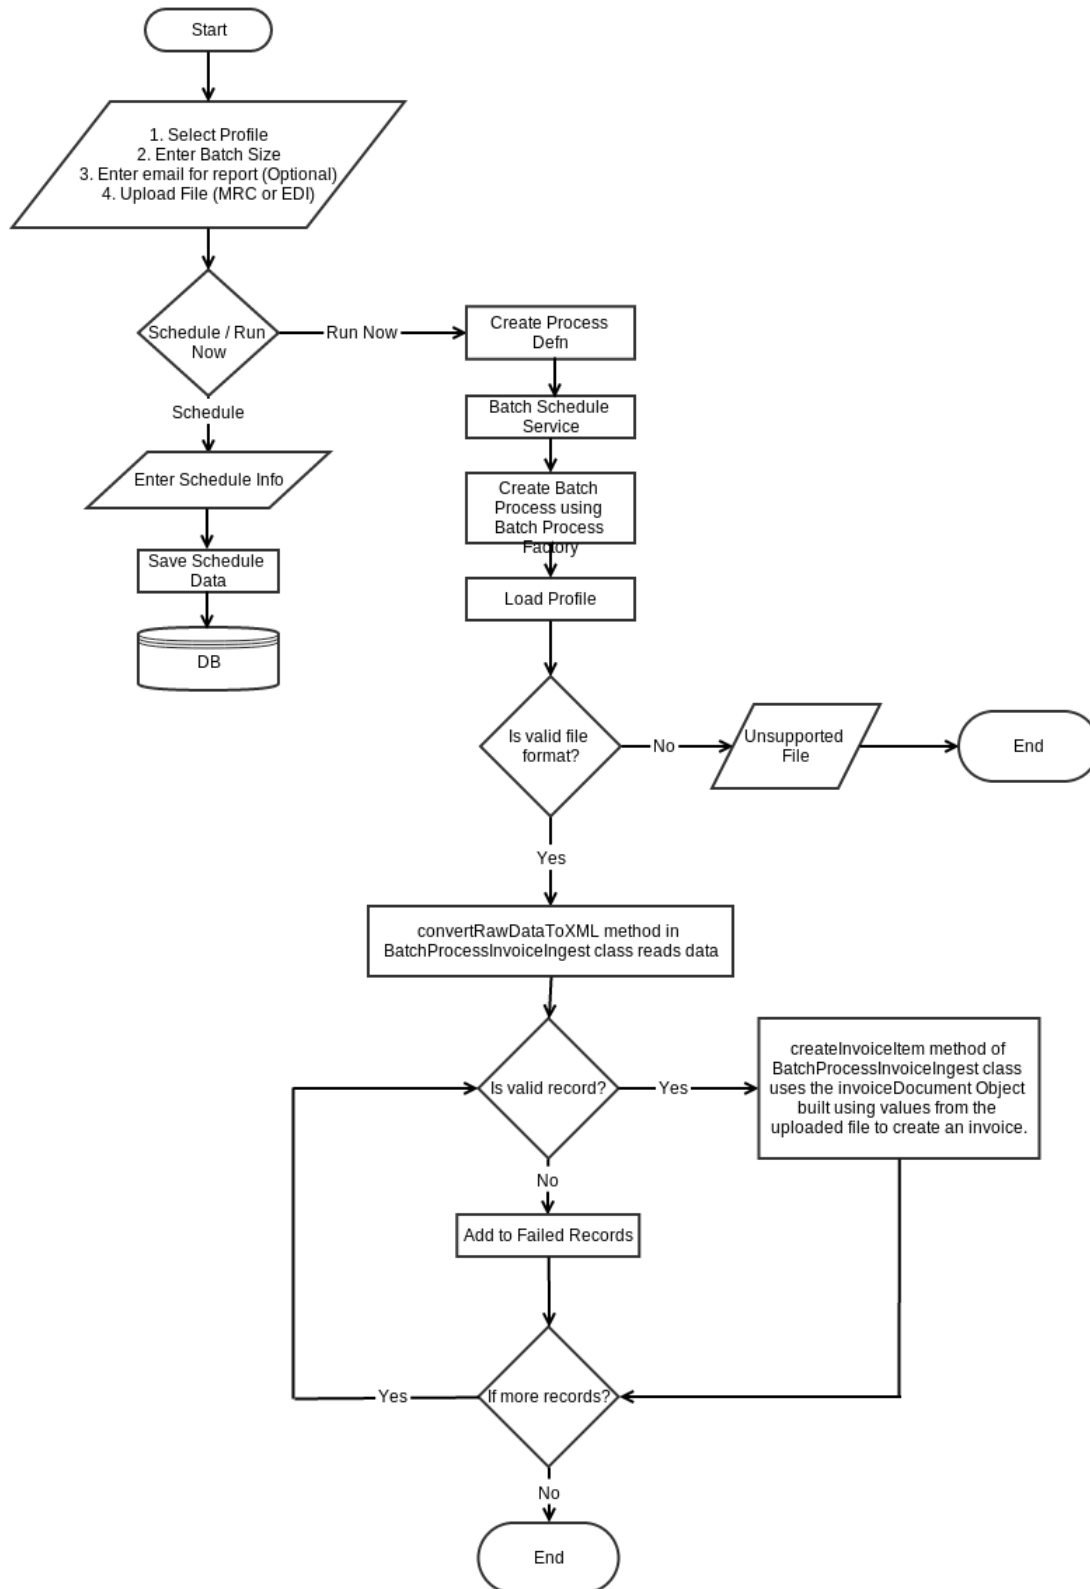 Start
1. Select Profile
2. Enter Batch Size
3. Enter email for report (Optional)
4. Upload File (MRC or EDI)
Schedule / Run
Now
Run Now
Create Process
Defn
Schedule
Batch Schedule
Service
Enter Schedule Info
Create Batch
Process using
Batch Process
Factory
Save Schedule
Data
Load Profile
DB
Is valid file
format?
No
Unsupported
File
End
Yes
convertRawDataToXML method in
BatchProcessInvoiceIngest class reads data
Is valid record?
Yes
createInvoiceItem method of
BatchProcessInvoiceIngest class
uses the invoiceDocument Object
built using values from the
uploaded file to create an invoice.
No
Add to Failed Records
If more records?
Yes
No
End